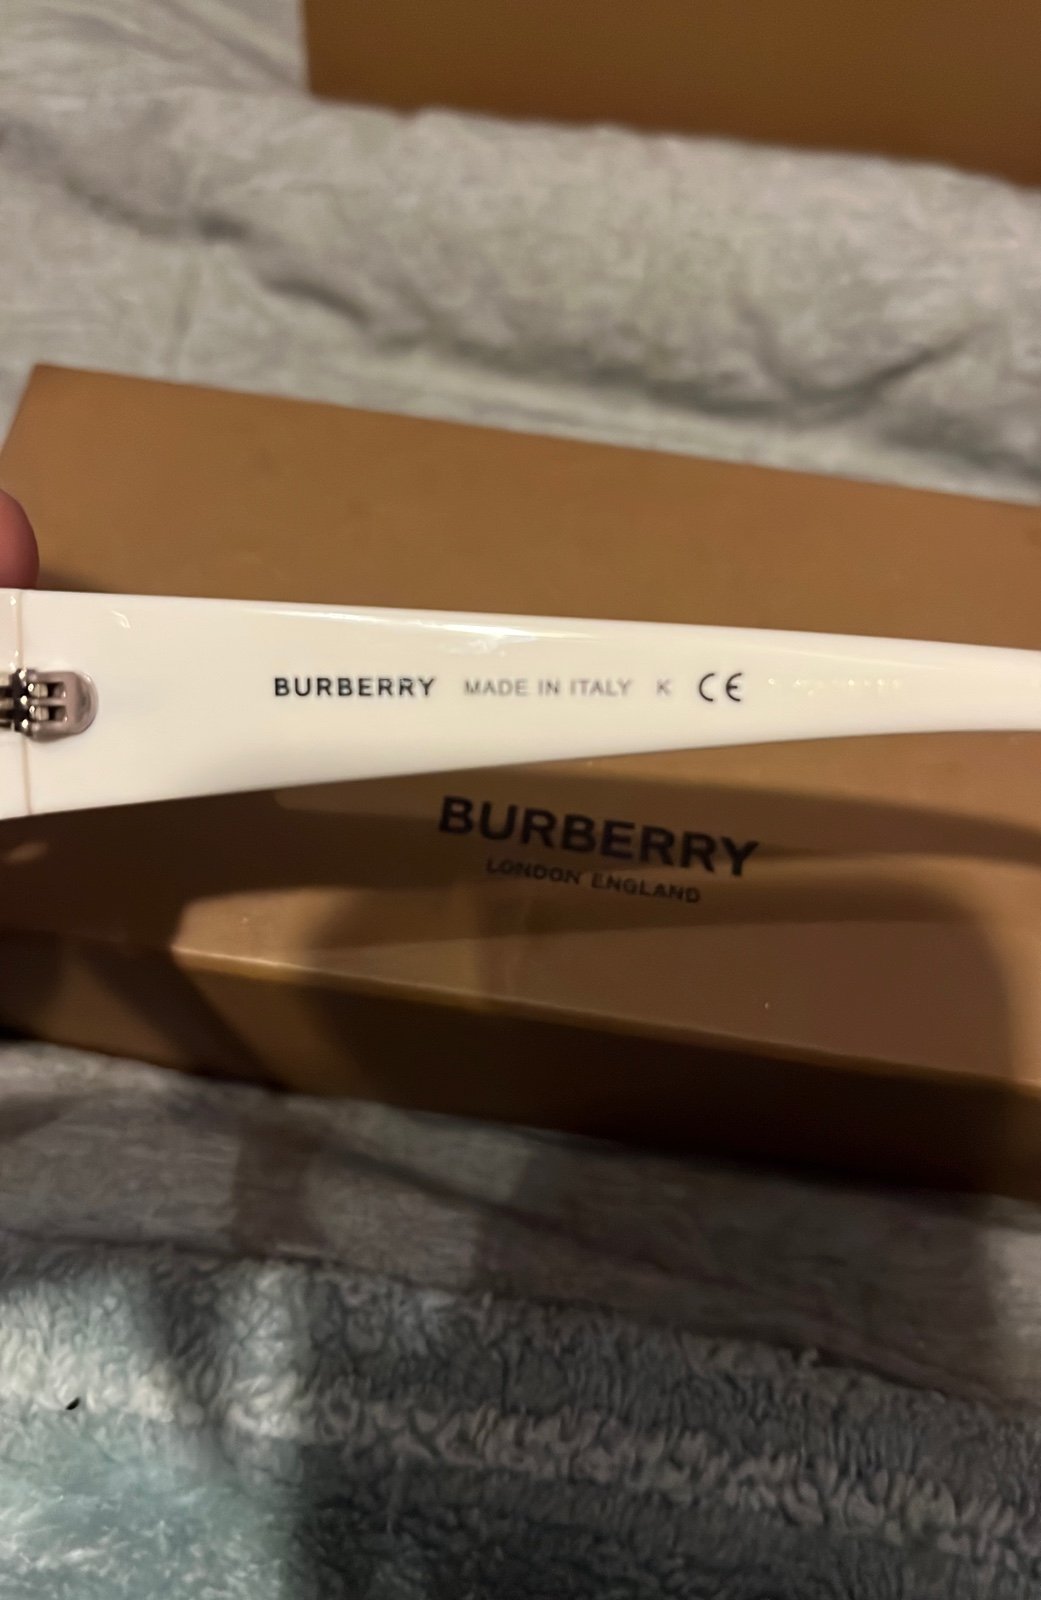 BURBERRY MADE IN ITALY K CE
BURBERRY
LONDON ENGLAND